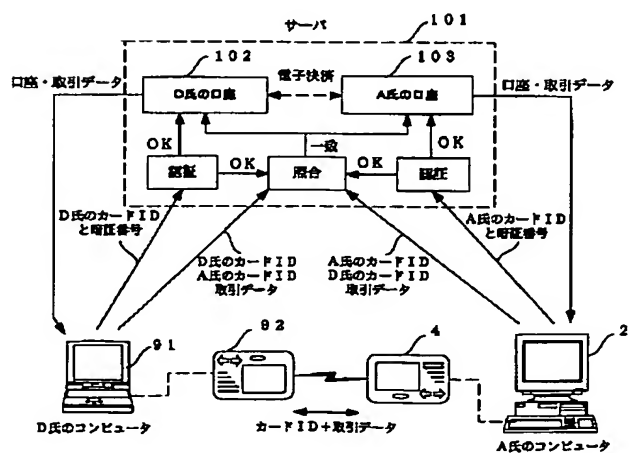 サーバ
101
102
103
口座・取引データ
D氏の口座
電子決済
A氏の口座
口座・取引データ
OK
一致
OK
認証
OK
照合
OK
認証
D氏のカードID
と暗証番号
A氏のカードID
と暗証番号
D氏のカードID
A氏のカードID
取引データ
A氏のカードID
D氏のカードID
取引データ
91
92
4
2
D氏のコンピュータ
カードID+取引データ
A氏のコンピュータ